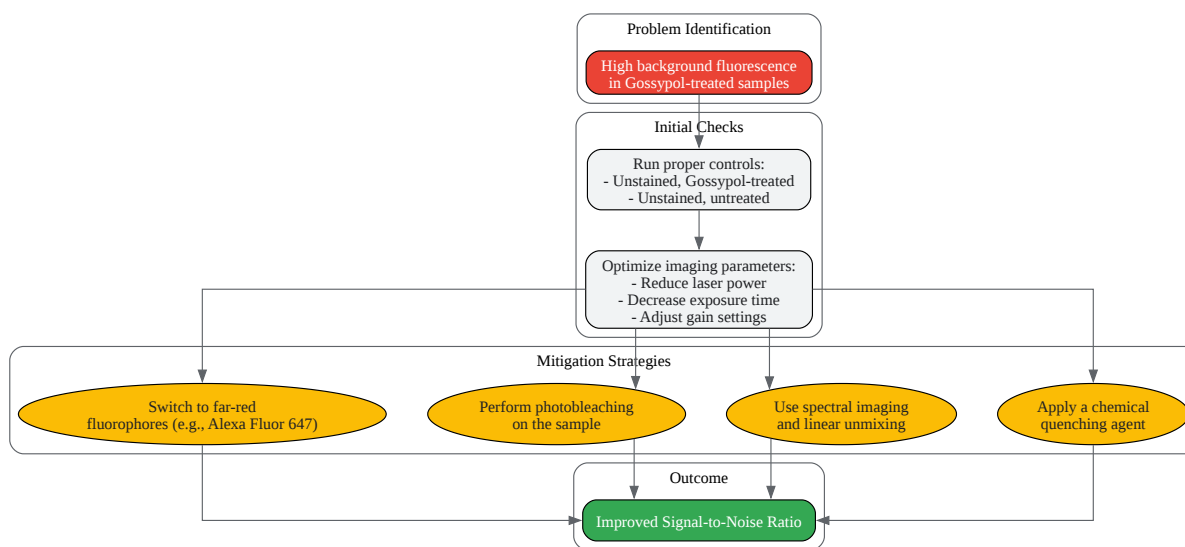 Problem Identification
High background fluorescence
in Gossypol-treated samples
Initial Checks
Run proper controls:
- Unstained, Gossypol-treated
- Unstained, untreated
Optimize imaging parameters:
- Reduce laser power
- Decrease exposure time
- Adjust gain settings
Mitigation Strategies
Switch to far-red
fluorophores (e.g., Alexa Fluor 647)
Perform photobleaching
on the sample
Use spectral imaging
and linear unmixing
Apply a chemical
quenching agent
Outcome
Improved Signal-to-Noise Ratio